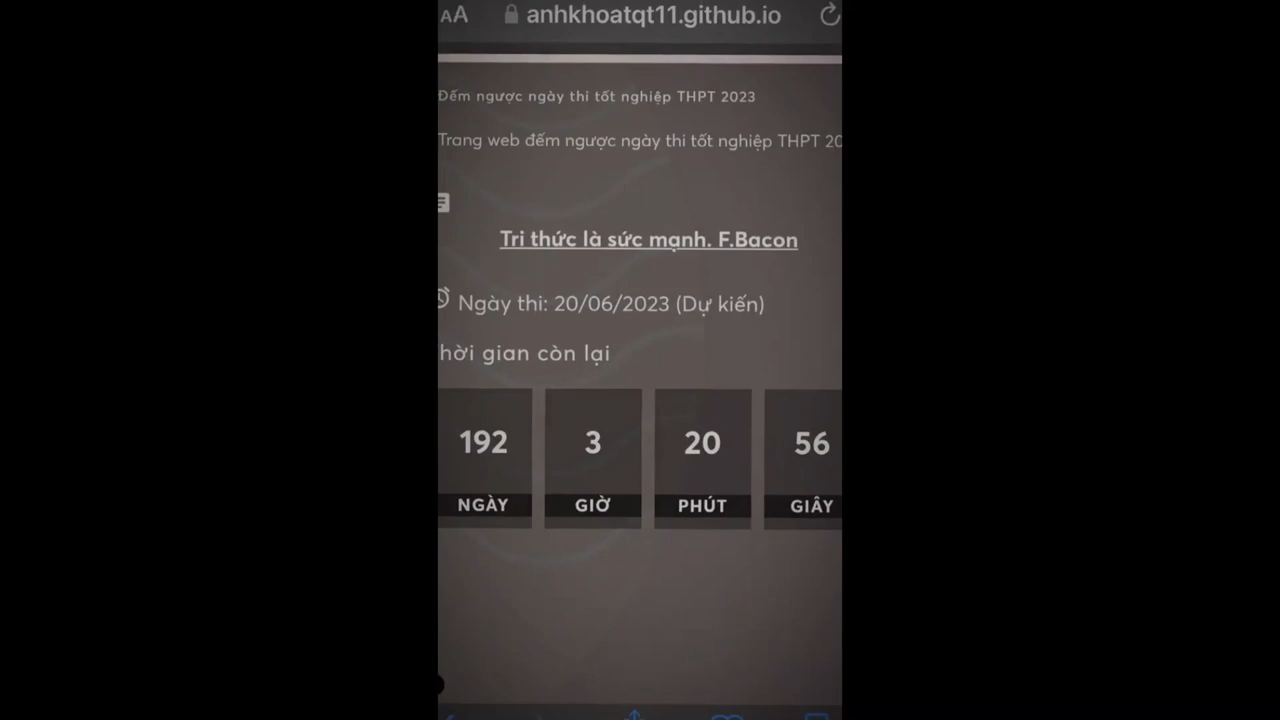 AA anhkhoatqt11.github.io
Đếm ngược ngày thi tốt nghiệp THPT 2023
Trang web đếm ngược ngày thi tốt nghiệp THPT 20
Tri thức là sức mạnh. F.Bacon
Ngày thi: 20/06/2023 (Dự kiến)
hời gian còn lại
192 3 20 56
NGÀY GIỜ PHÚT GIÂY